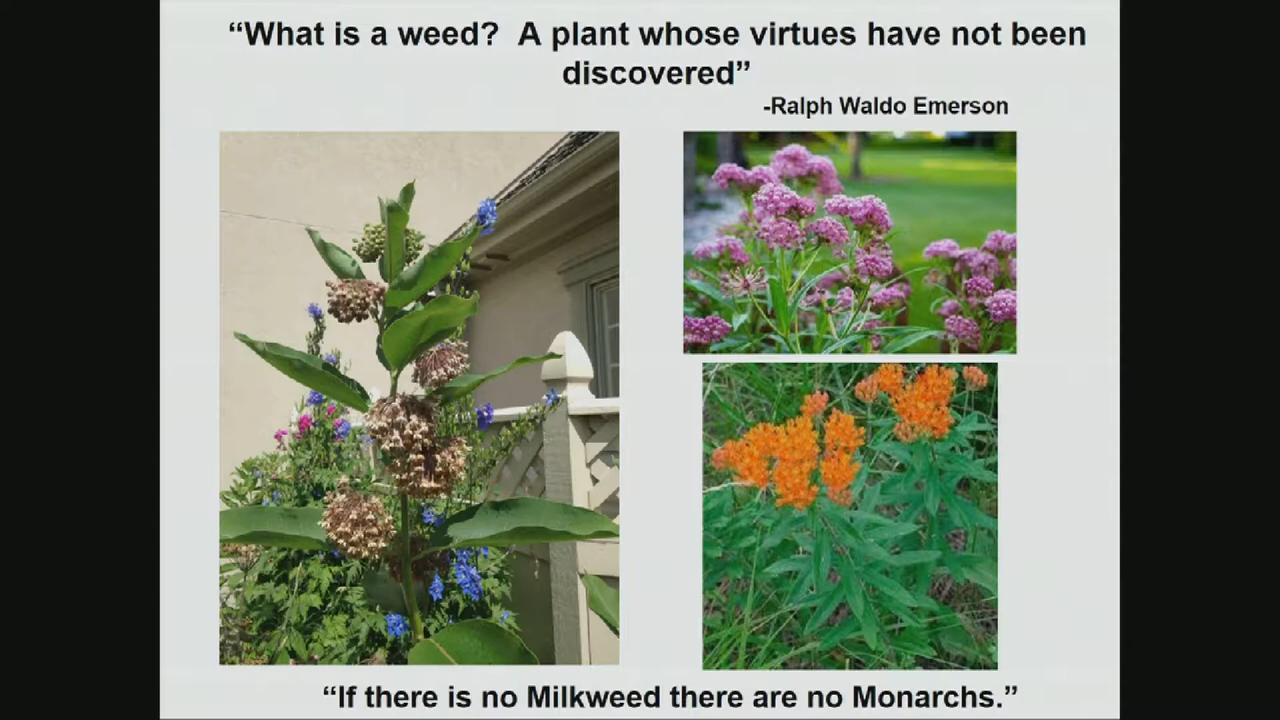 “What is a weed?  A plant whose virtues have not been
discovered”
-Ralph Waldo Emerson
“If there is no Milkweed there are no Monarchs.”